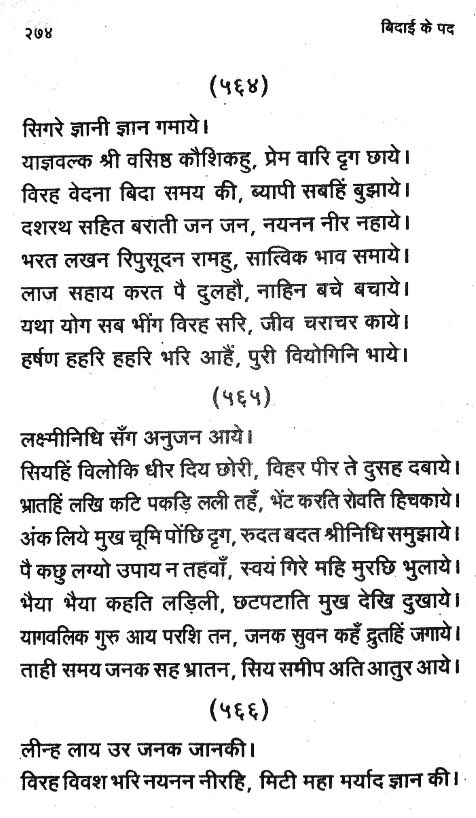 २७४
बिदाई के पद
(५६४)
सिगरे ज्ञानी ज्ञान गमाये।
याज्ञवल्क श्री वसिष्ठ कौशिकहु, प्रेम वारि दृग छाये।
विरह वेदना बिदा समय की, ब्यापी सबहिं बुझाये।
दशरथ सहित बराती जन जन, नयनन नीर नहाये।
भरत लखन रिपुसूदन रामहु, सात्विक भाव समाये।
लाज सहाय करत पै दुलहौ, नाहिन बचे बचाये।
यथा योग सब भींग विरह सरि, जीव चराचर काये।
हर्षण हहरि हहरि भरि आहैं, पुरी वियोगिनि भाये।
(५६५)
लक्ष्मीनिधि सँग अनुजन आये।
सियहिं विलोकि धीर दिय छोरी, विहर पीर ते दुसह दबाये।
भ्रातहिं लखि कटि पकड़ि लली तहँ, भेंट करति रोवति हिचकाये।
अंक लिये मुख चूमि पोंछि दृग, रुदत बदत श्रीनिधि समुझाये।
पै कछु लग्यो उपाय न तहवाँ, स्वयं गिरे महि मुरछि भुलाये।
भैया भैया कहति लड़िली, छटपटाति मुख देखि दुखाये।
यागवलिक गुरु आय परशि तन, जनक सुवन कहँ द्रुतहिं जगाये।
ताही समय जनक सह भ्रातन, सिय समीप अति आतुर आये।
(५६६)
लीन्ह लाय उर जनक जानकी।
विरह विवश भरि नयनन नीरहि, मिटी महा मर्याद ज्ञान की।